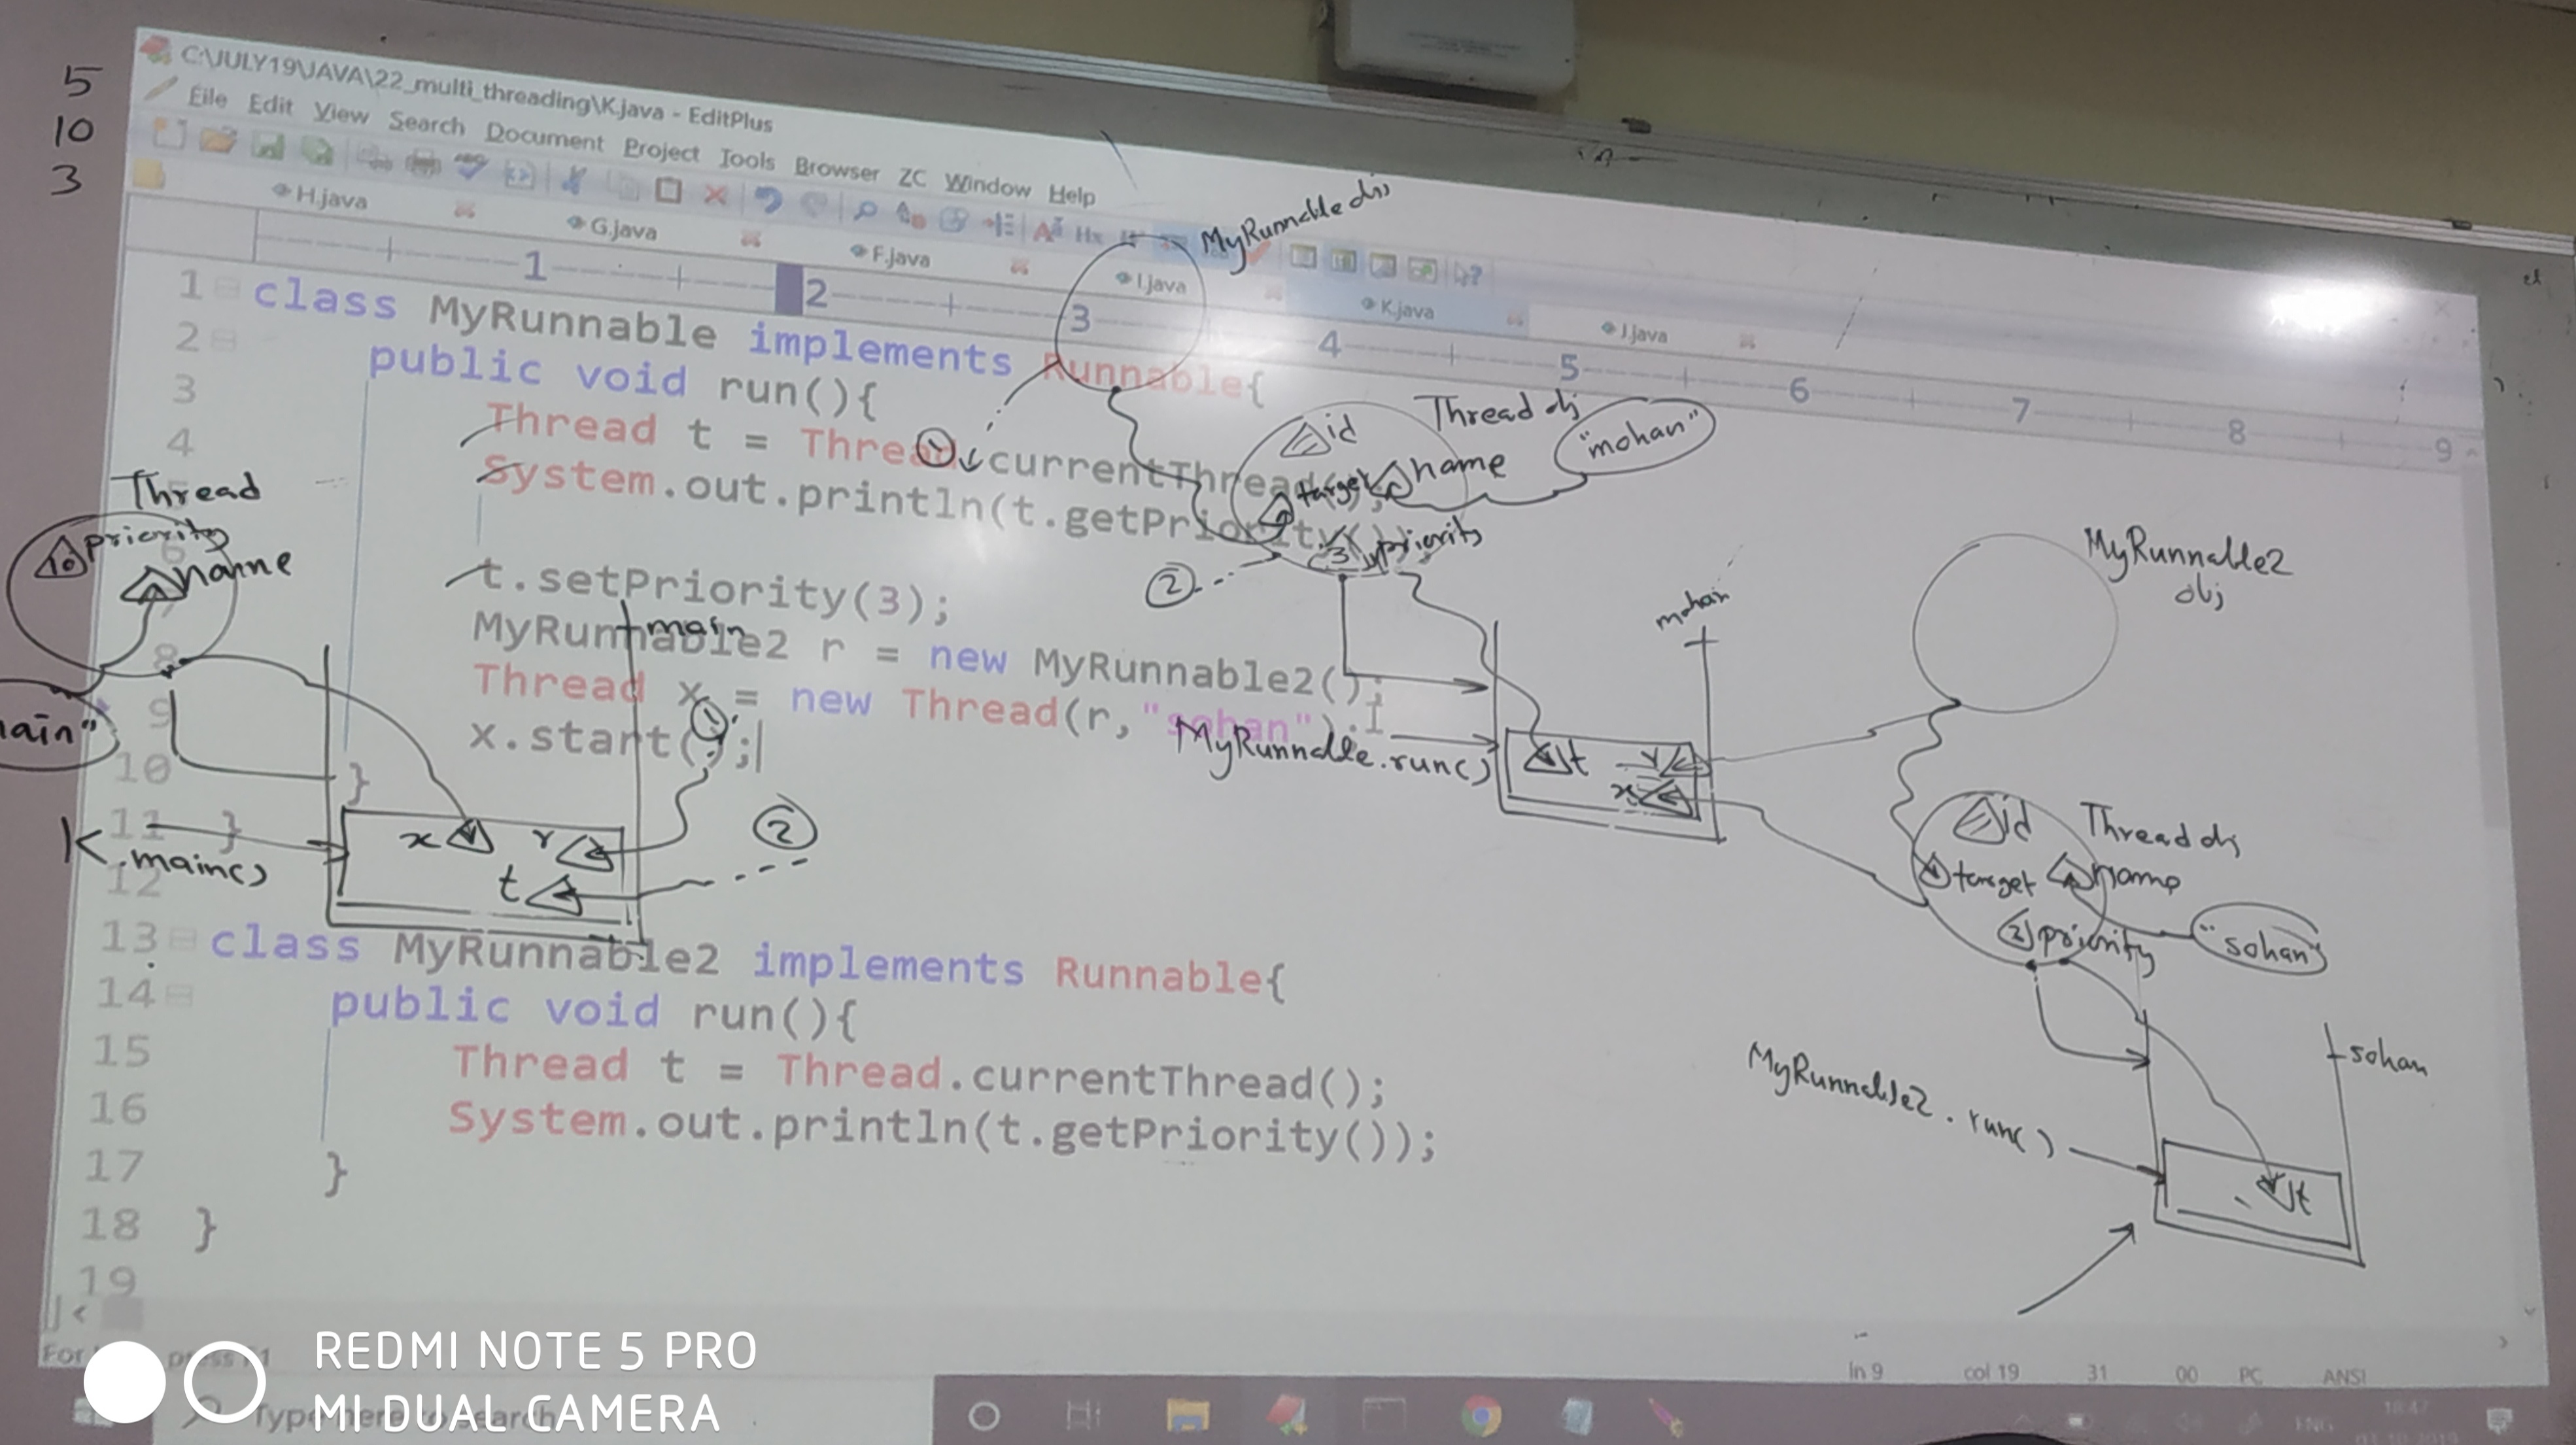 5
10
3
C:\JULY19\JAVA\22_multi_threading\K.java - EditPlus
File Edit View Search Document Project Tools Browser ZC Window Help
H.java G.java F.java I.java K.java J.java
1 2 3 4 5 6 7 8 9
MyRunnable obj
1 class MyRunnable implements Runnable{
2 public void run(){
3 Thread t = Thread.currentThread();
4 System.out.println(t.getPriority());
6 t.setPriority(3);
MyRunnable2 r = new MyRunnable2();
8 Thread x = new Thread(r,"sohan");
9 x.start();
10 }
11 }
12
13 class MyRunnable2 implements Runnable{
14 public void run(){
15 Thread t = Thread.currentThread();
16 System.out.println(t.getPriority());
17 }
18 }
19
Thread
10 priority
name
main
K.main()
x r
t
1
2
Thread obj
id
target name
"mohan"
3 priority
1
2
mohan
MyRunnable.run()
t r
x
MyRunnable2
obj
Thread obj
id
target name
priority
"sohan"
sohan
MyRunnable2.run()
t
ln 9 col 19 31 00 PC ANSI
REDMI NOTE 5 PRO
MI DUAL CAMERA
Type here to search
ENG